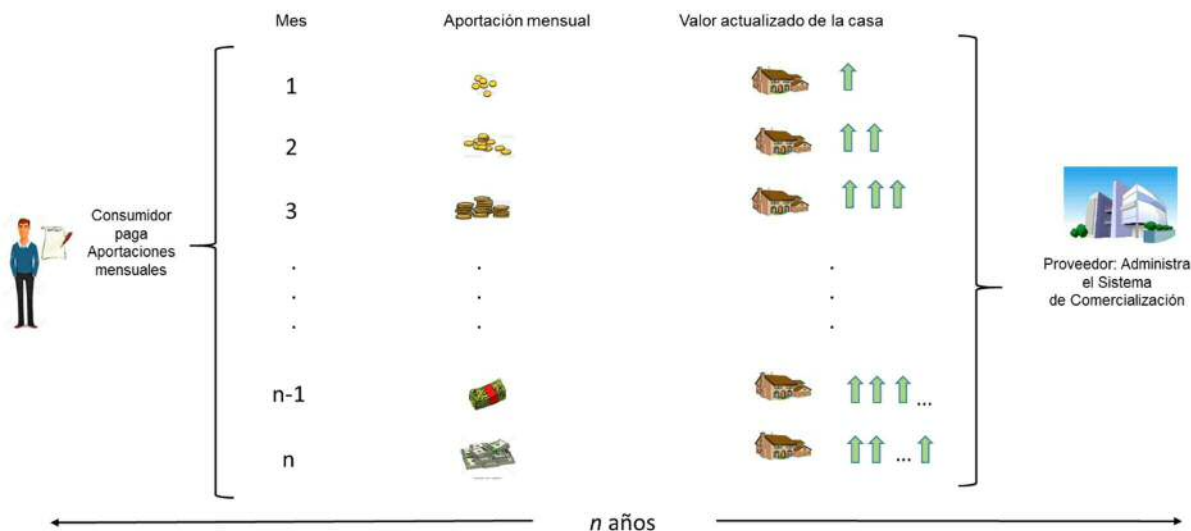 Mes
Aportación mensual
Valor actualizado de la casa
1
2
3
Consumidor
paga
Aportaciones
mensuales
. . .
. . .
. . .
Proveedor: Administra
el Sistema
de Comercialización
n-1
...
n
...
n años